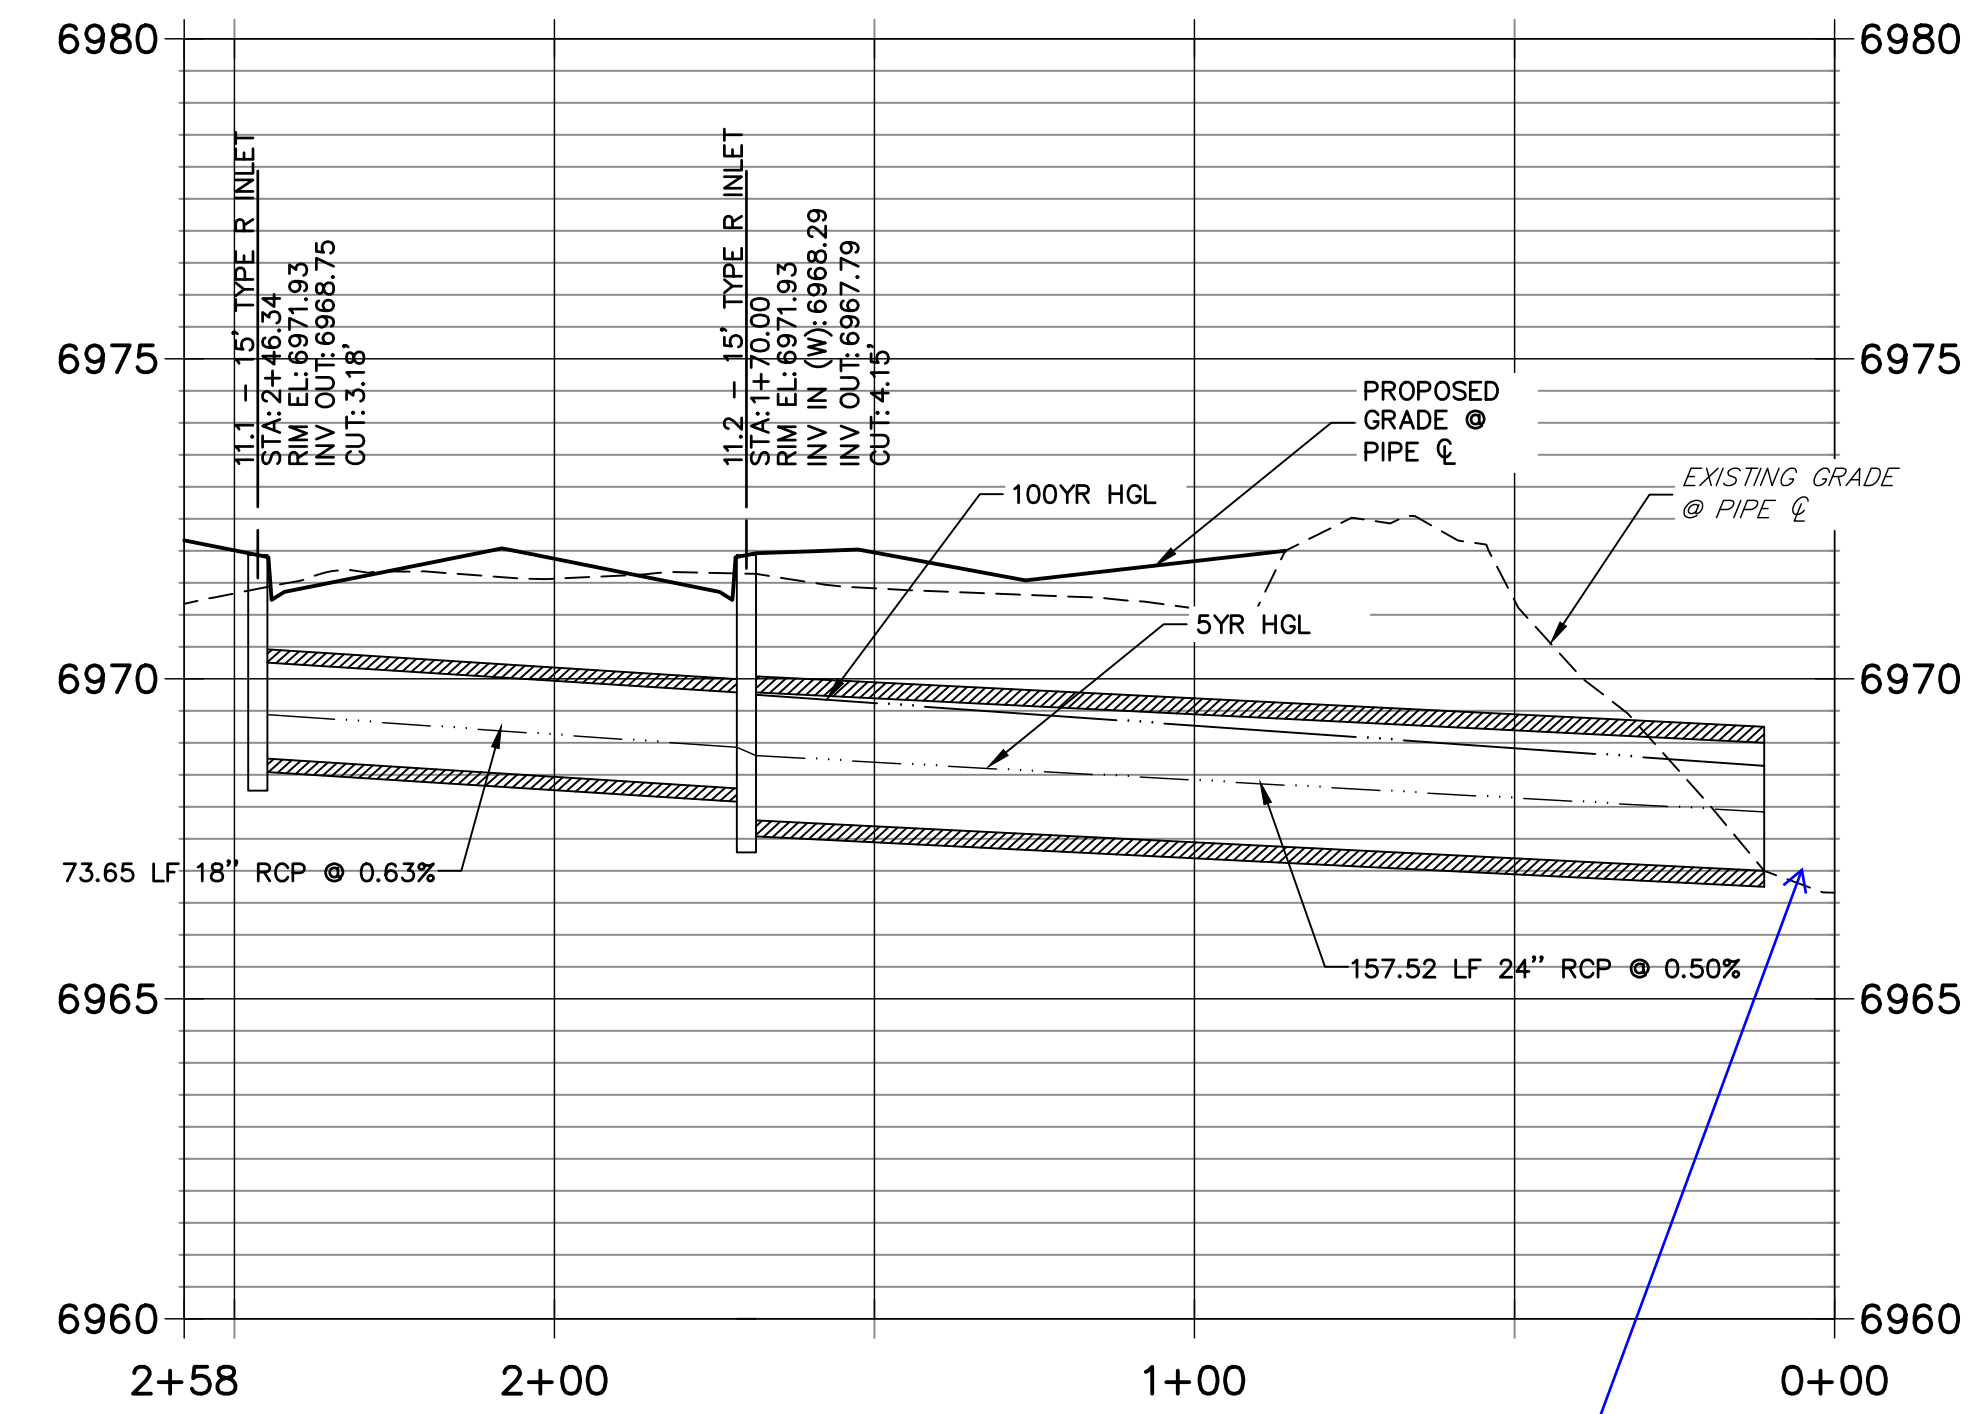 6980
6980
11.1 - 15' TYPE R INLET
STA:2+46.34
RIM EL:6971.93
INV OUT:6968.75
CUT:3.18'
11.2 - 15' TYPE R INLET
STA:1+70.00
RIM EL:6971.93
INV IN (W):6968.29
INV OUT:6967.79
CUT:4.15'
6975
6975
PROPOSED
GRADE @
PIPE ℄
EXISTING GRADE
@ PIPE ℄
100YR HGL
5YR HGL
6970
6970
73.65 LF 18" RCP @ 0.63%
157.52 LF 24" RCP @ 0.50%
6965
6965
6960
6960
2+58
2+00
1+00
0+00